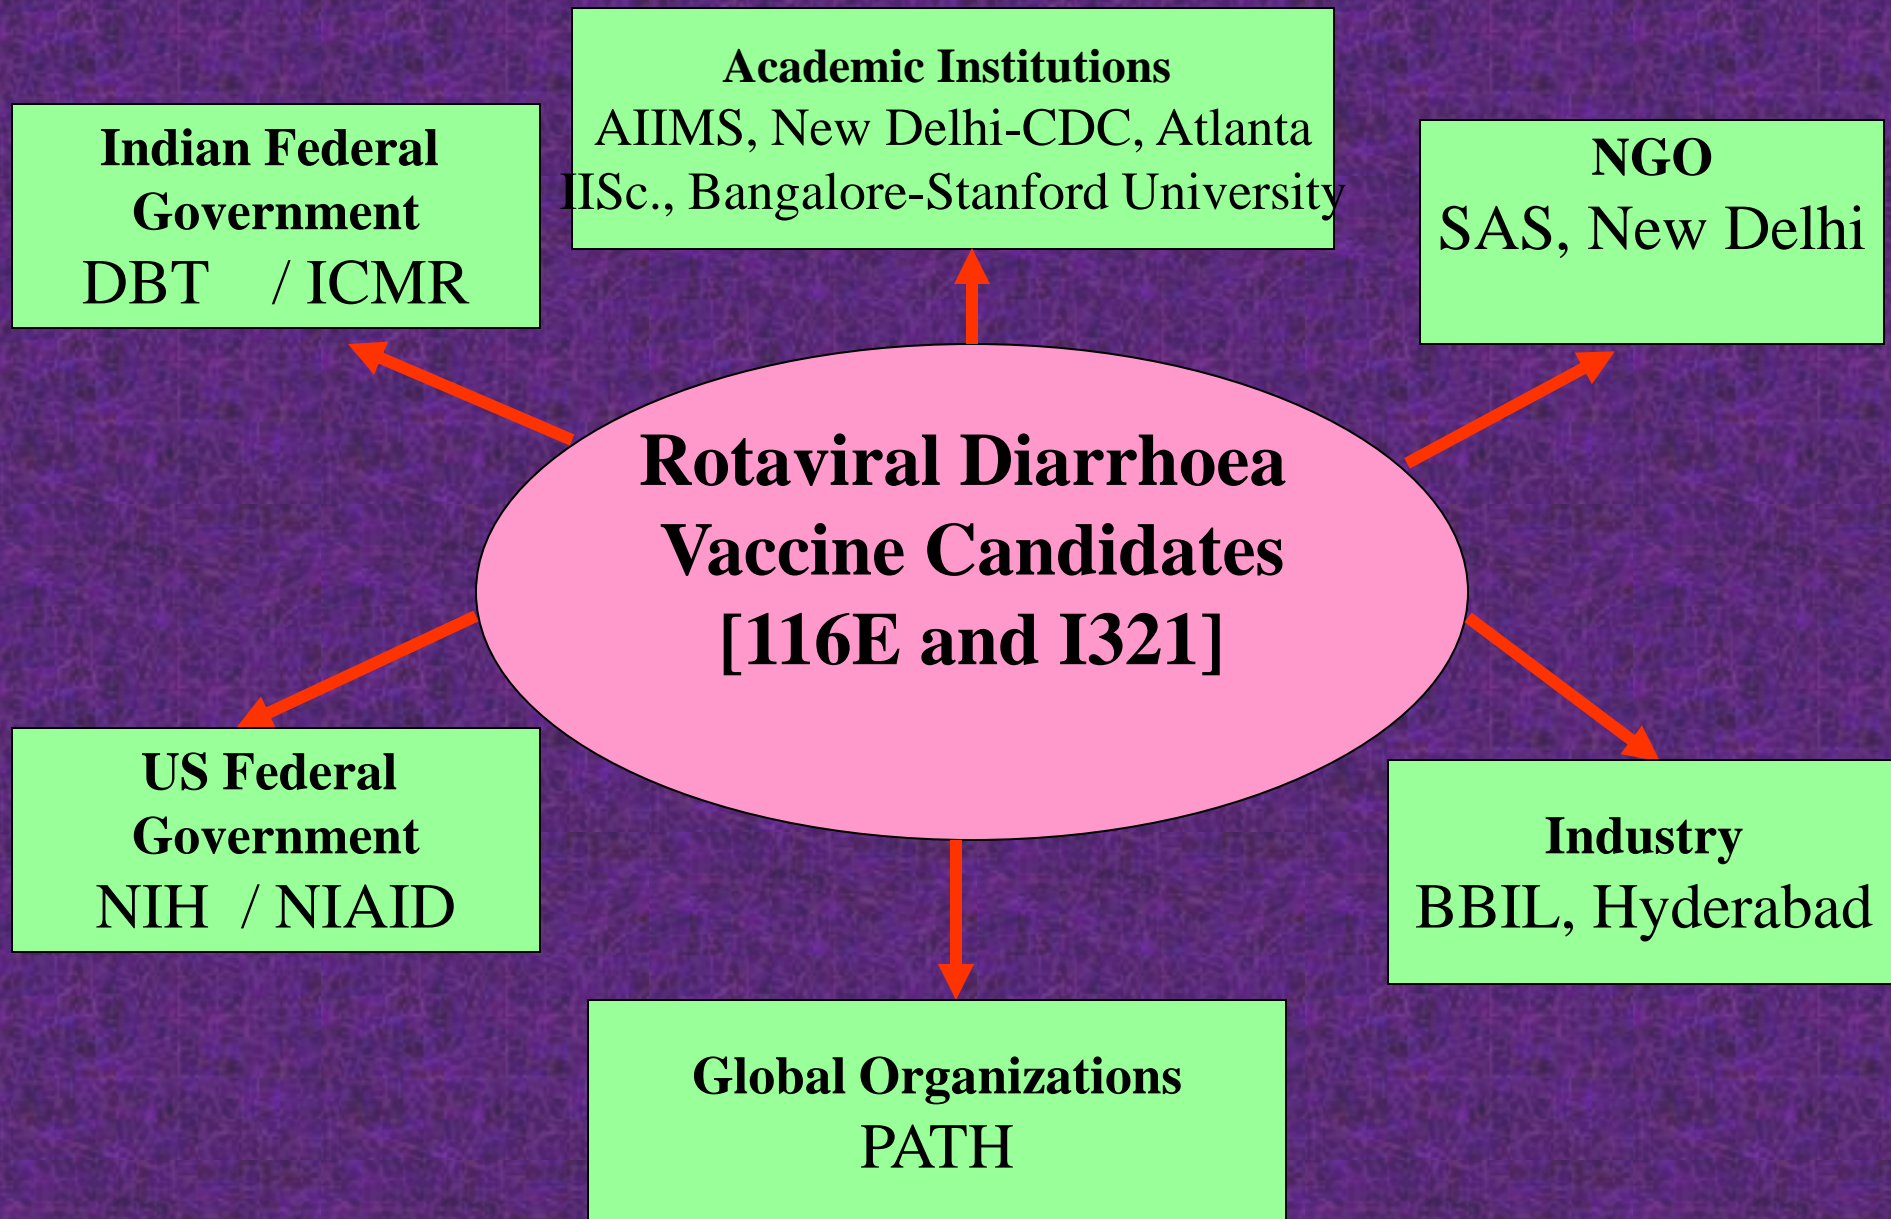 Academic Institutions
AIIMS, New Delhi-CDC, Atlanta
IISc., Bangalore-Stanford University
Indian Federal
Government
DBT / ICMR
NGO
SAS, New Delhi
Rotaviral Diarrhoea
Vaccine Candidates
[116E and I321]
US Federal
Government
NIH / NIAID
Industry
BBIL, Hyderabad
Global Organizations
PATH